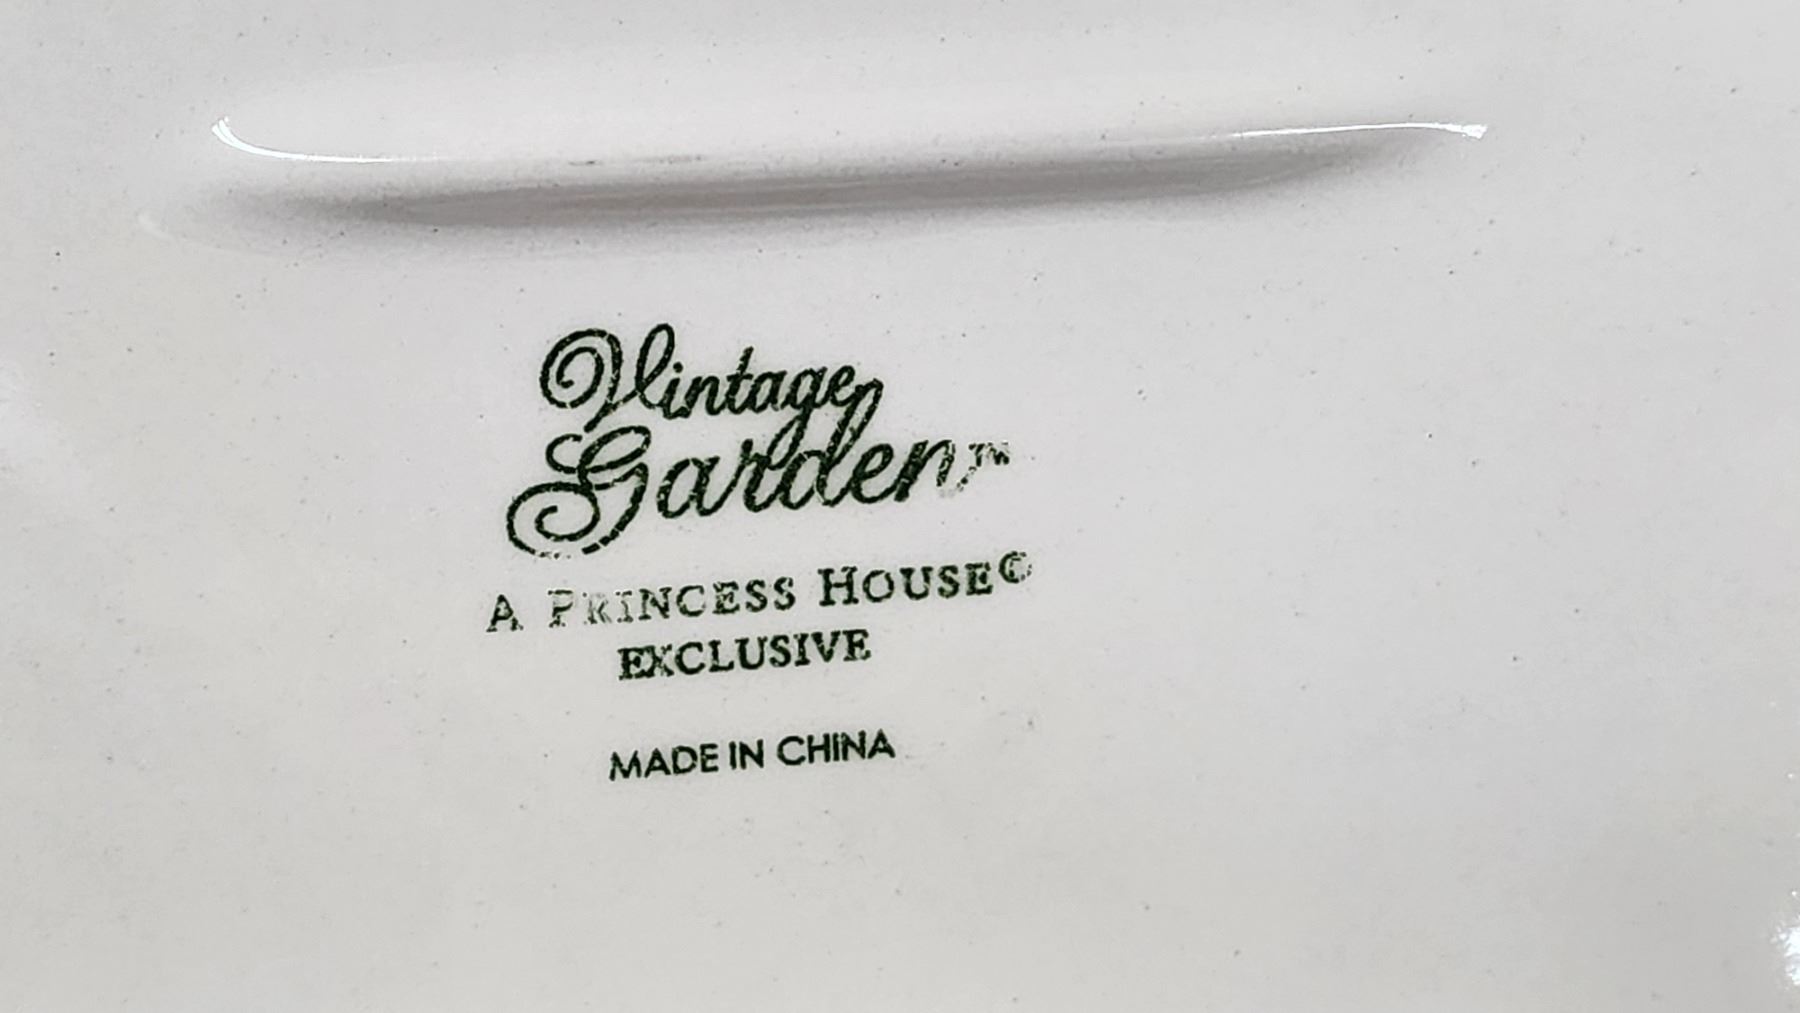 Vintage
Garden™
A PRINCESS HOUSE©
EXCLUSIVE
MADE IN CHINA